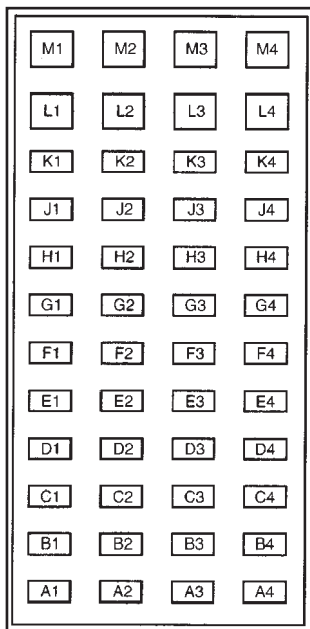 M1 M2 M3 M4
L1 L2 L3 L4
K1 K2 K3 K4
J1 J2 J3 J4
H1 H2 H3 H4
G1 G2 G3 G4
F1 F2 F3 F4
E1 E2 E3 E4
D1 D2 D3 D4
C1 C2 C3 C4
B1 B2 B3 B4
A1 A2 A3 A4